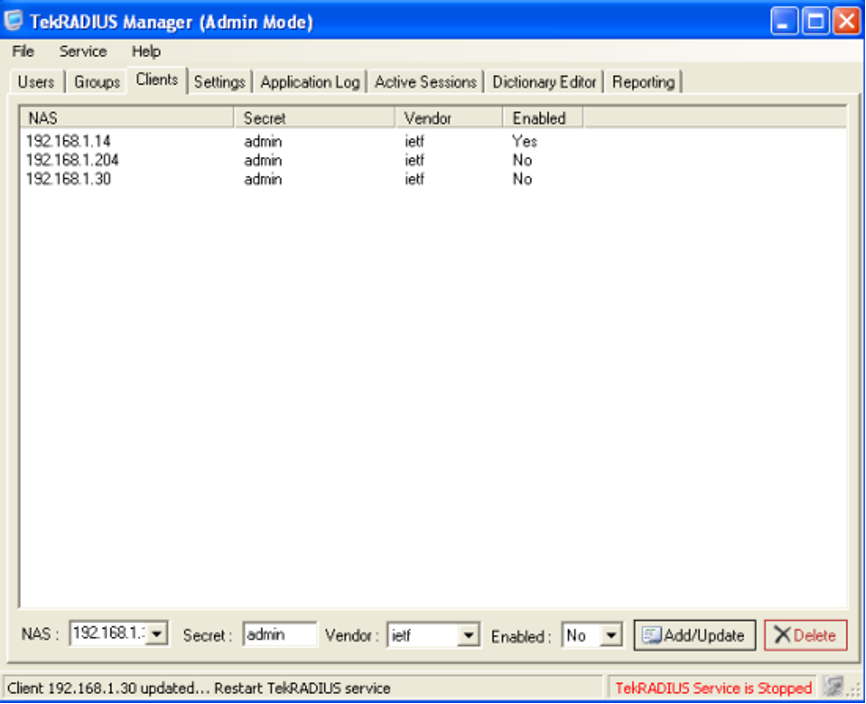 TekRADIUS Manager (Admin Mode)
File Service Help
Users Groups Clients Settings Application Log Active Sessions Dictionary Editor Reporting
NAS Secret Vendor Enabled
192.168.1.14 admin ietf Yes
192.168.1.204 admin ietf No
192.168.1.30 admin ietf No
NAS : 192.168.1. Secret : admin Vendor : ietf Enabled : No Add/Update Delete
Client 192.168.1.30 updated... Restart TekRADIUS service TekRADIUS Service is Stopped